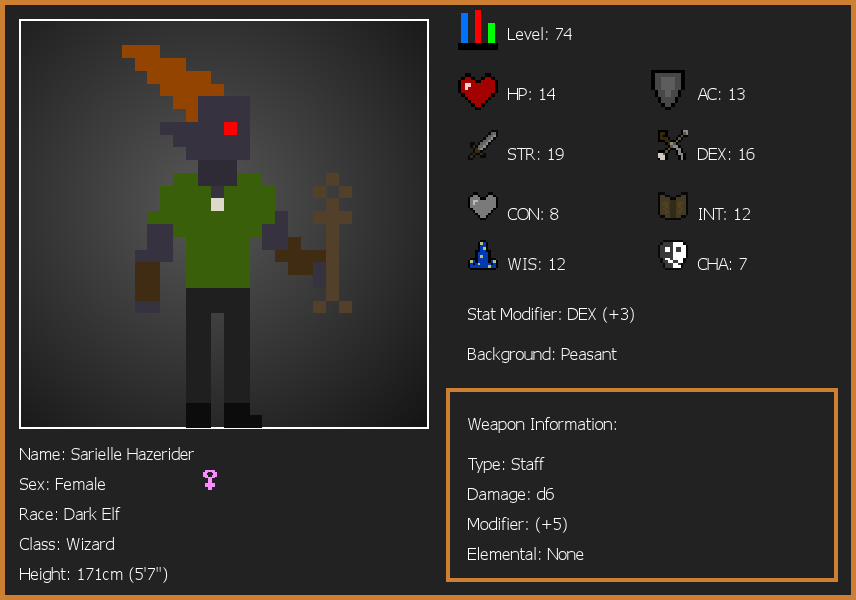 Level: 74
HP: 14
AC: 13
STR: 19
DEX: 16
CON: 8
INT: 12
WIS: 12
CHA: 7
Stat Modifier: DEX (+3)
Background: Peasant
Weapon Information:
Type: Staff
Damage: d6
Modifier: (+5)
Elemental: None
Name: Sarielle Hazerider
Sex: Female
Race: Dark Elf
Class: Wizard
Height: 171cm (5'7")